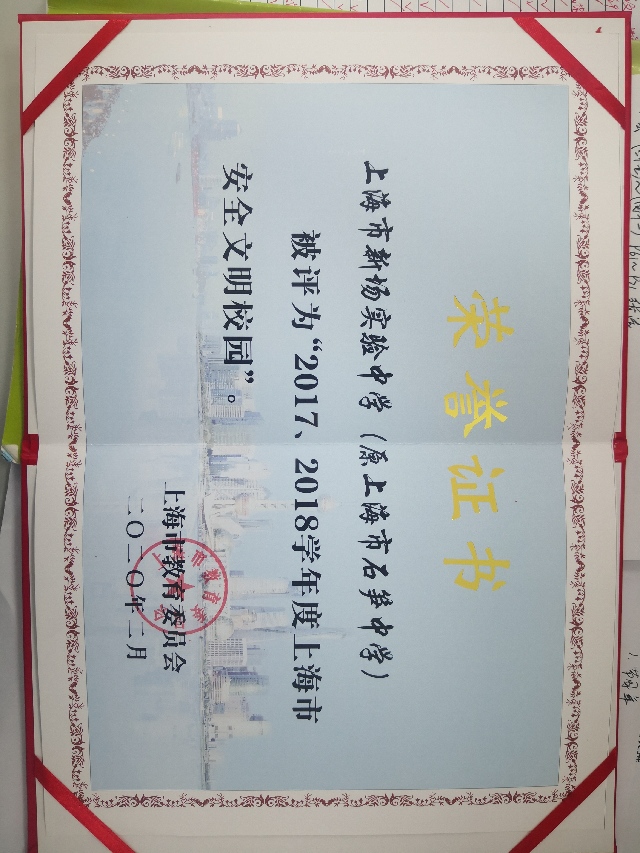 荣誉证书
上海市新场实验中学（原上海市石笋中学）
被评为“2017、2018学年度上海市
安全文明校园”。
上海市教育委员会
二〇二〇年二月